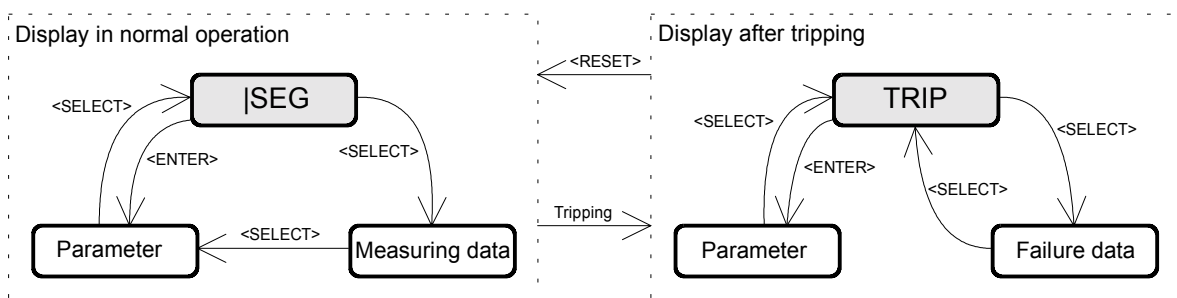 Display in normal operation
|SEG
<SELECT>
<ENTER>
<SELECT>
Parameter
<SELECT>
Measuring data
<RESET>
Tripping
Display after tripping
TRIP
<SELECT>
<ENTER>
<SELECT>
<SELECT>
Parameter
Failure data